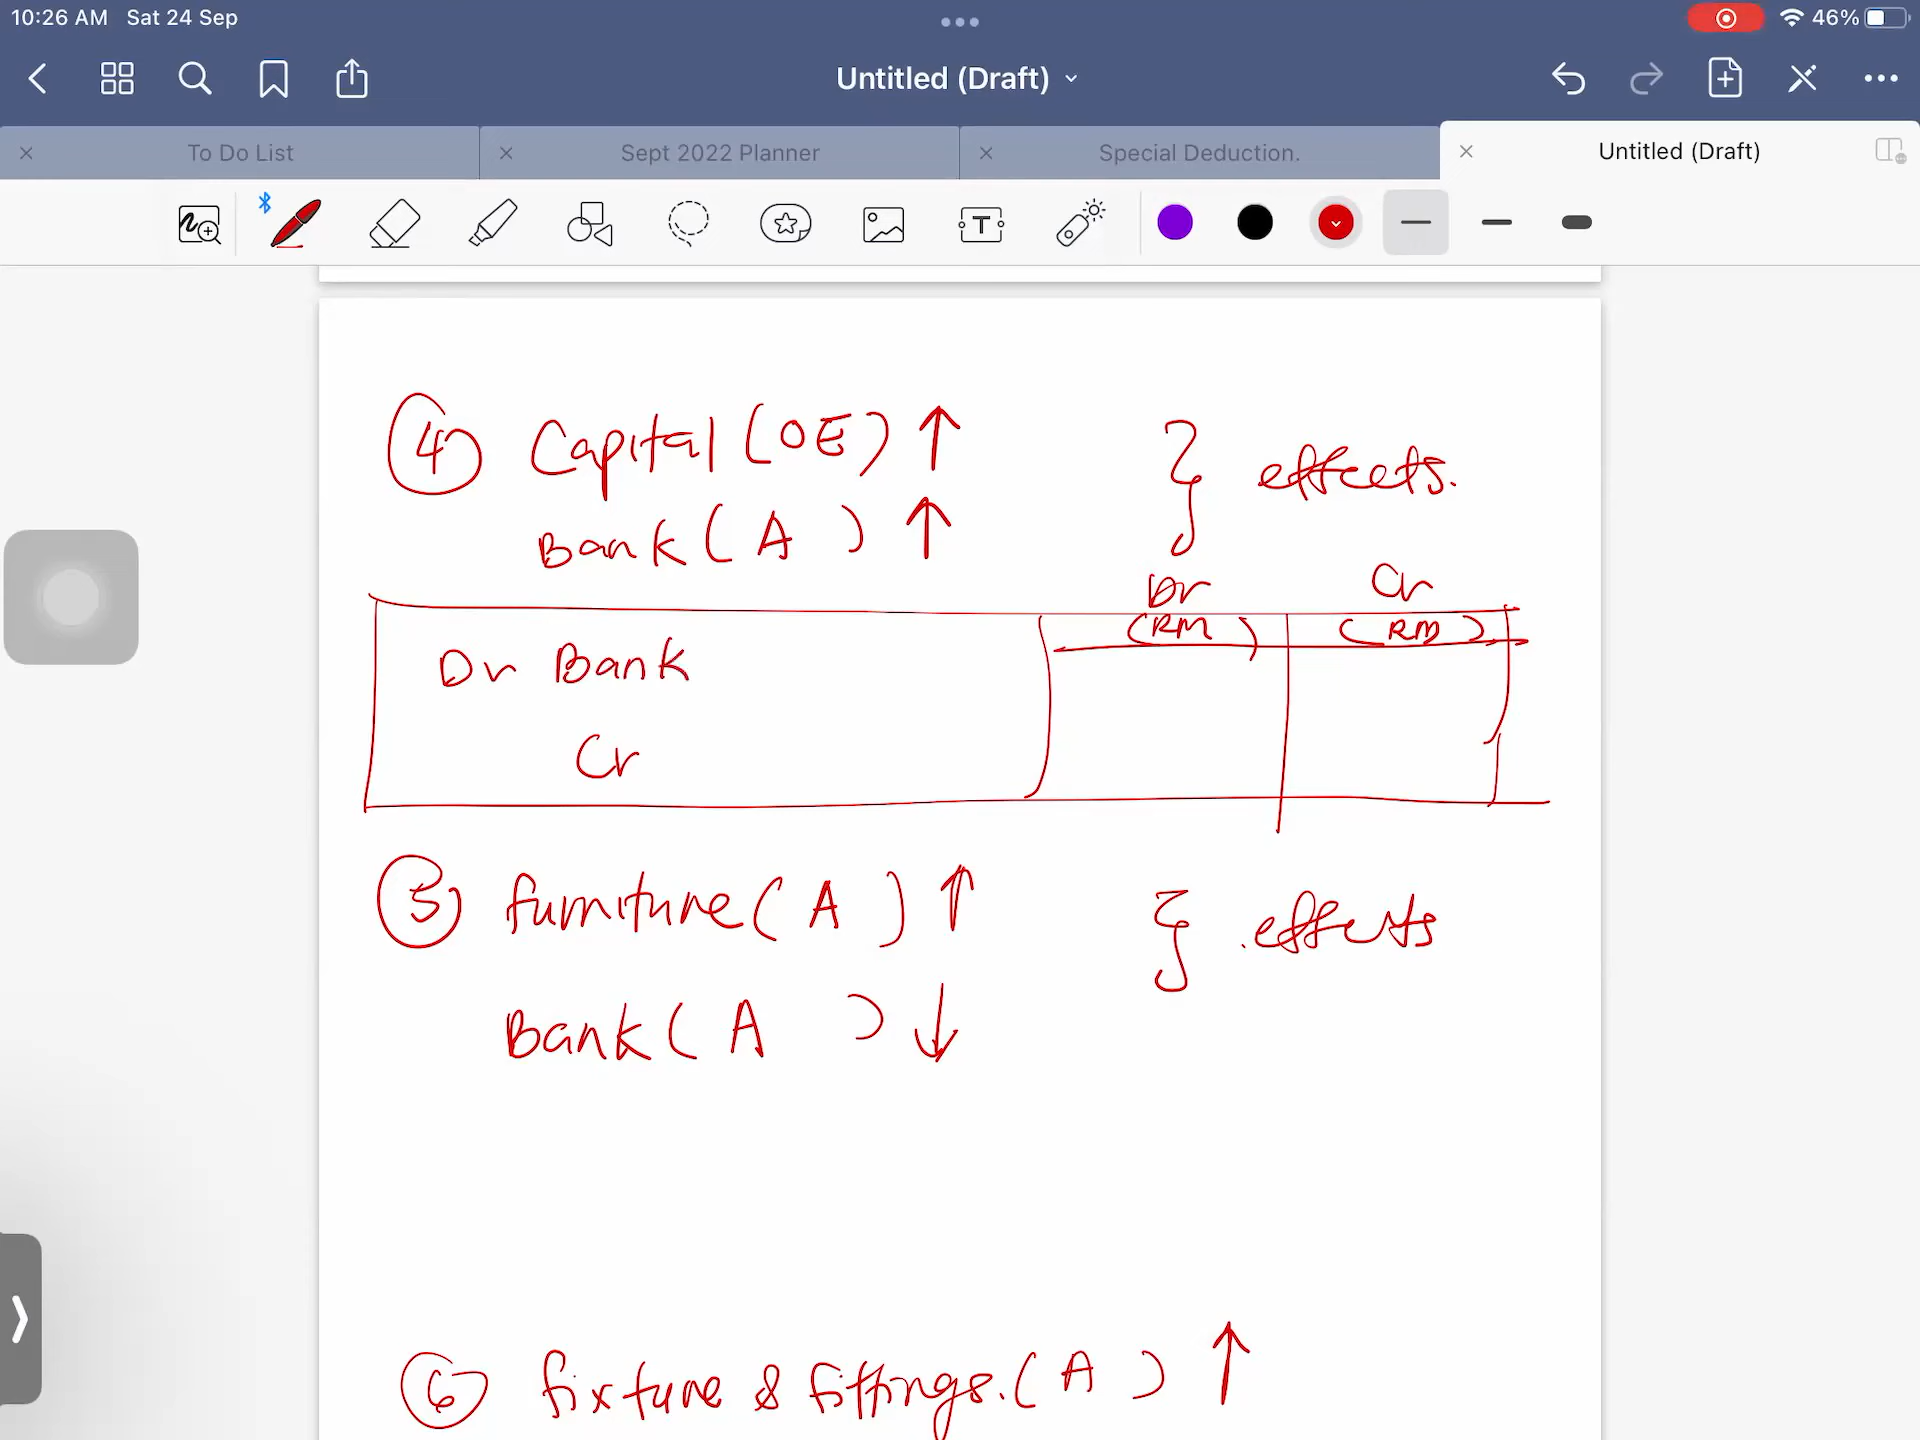 10:26 AM Sat 24 Sep
46%
Untitled (Draft)
To Do List
Sept 2022 Planner
Special Deduction.
Untitled (Draft)
④ Capital (OE) ↑
Bank (A) ↑
} effects.
Dr Cr
(RM) (RM)
Dr Bank
Cr
⑤ furniture (A) ↑
Bank (A) ↓
} effects
⑥ fixture & fittings. (A) ↑